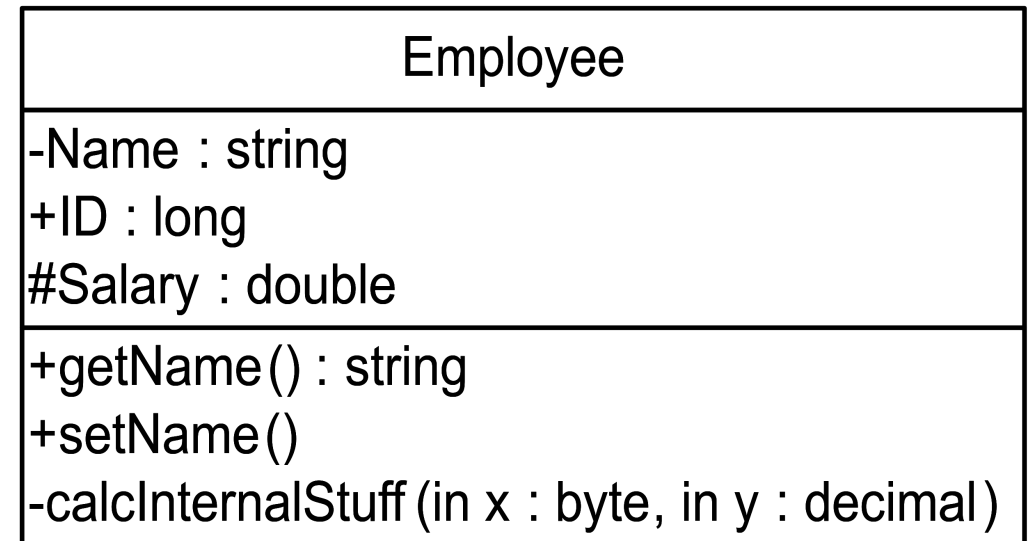 Employee
-Name : string
+ID : long
#Salary : double
+getName() : string
+setName()
-calcInternalStuff(in x : byte, in y : decimal)